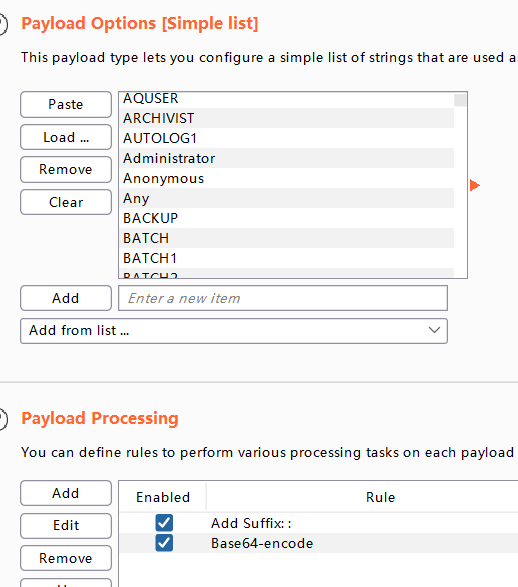 Payload Options [Simple list]
This payload type lets you configure a simple list of strings that are used a
Paste
Load ...
Remove
Clear
AQUSER
ARCHIVIST
AUTOLOG1
Administrator
Anonymous
Any
BACKUP
BATCH
BATCH1
BATCH2
Add
Enter a new item
Add from list ...
Payload Processing
You can define rules to perform various processing tasks on each payload
Add
Edit
Remove
Enabled Rule
Add Suffix: :
Base64-encode